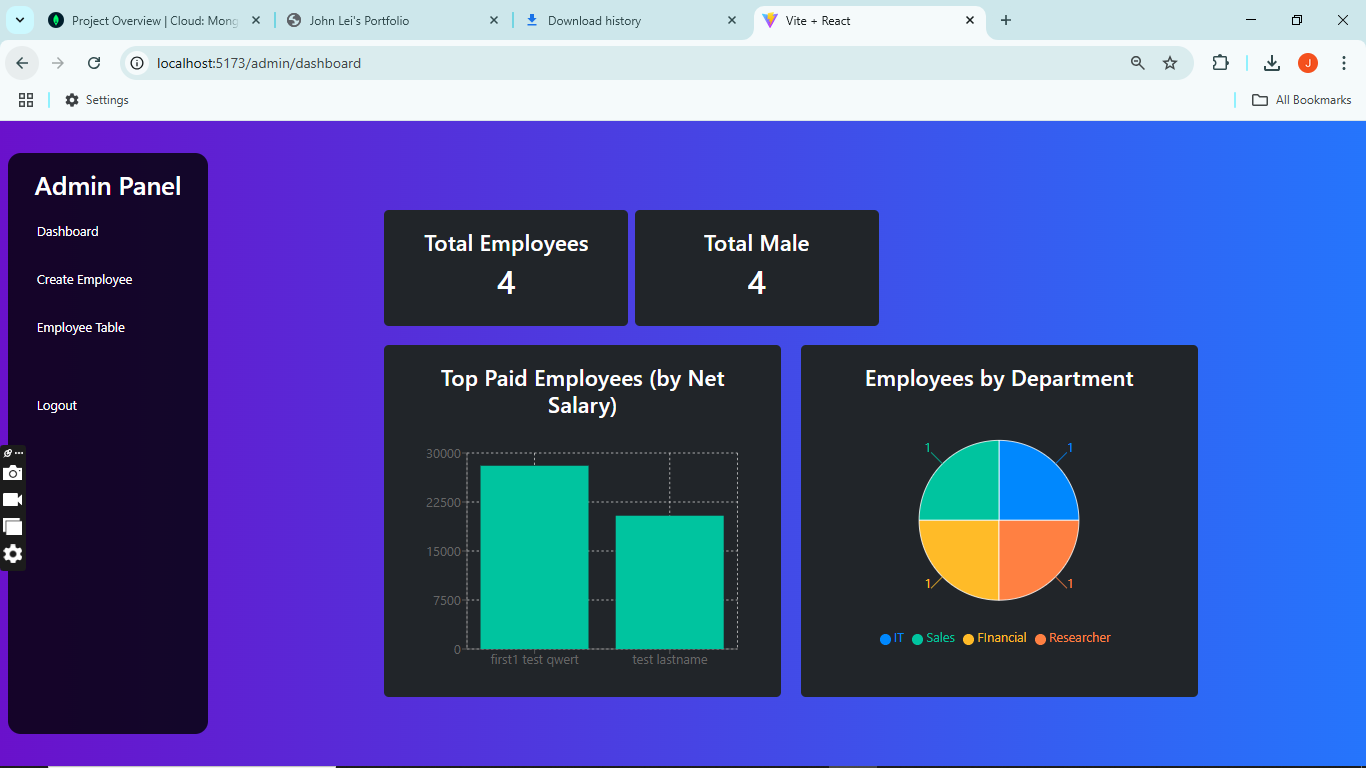 Project Overview | Cloud: Mong
John Lei's Portfolio
Download history
Vite + React
localhost:5173/admin/dashboard
J
Settings
All Bookmarks
Admin Panel
Dashboard
Create Employee
Employee Table
Logout
Total Employees
4
Total Male
4
Top Paid Employees (by Net
Salary)
30000
22500
15000
7500
0
first1 test qwert
test lastname
Employees by Department
1
1
1
1
IT
Sales
FInancial
Researcher